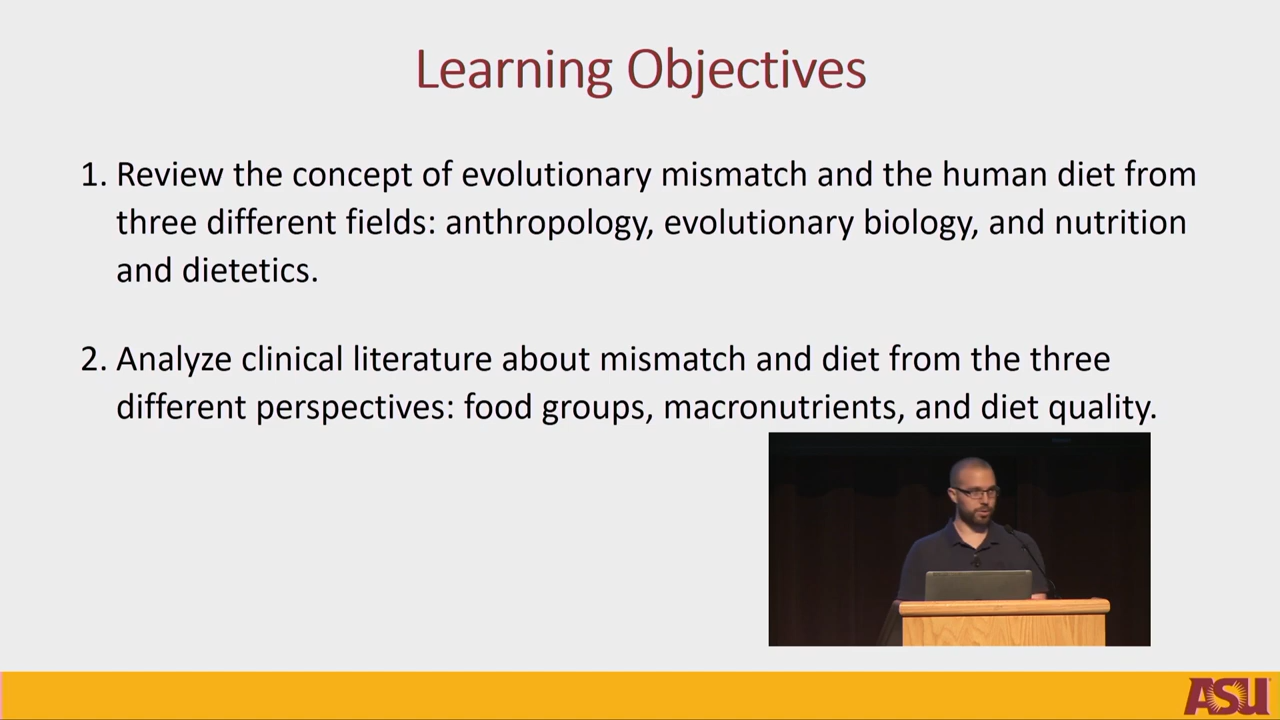 Learning Objectives
1. Review the concept of evolutionary mismatch and the human diet from
three different fields: anthropology, evolutionary biology, and nutrition
and dietetics.
2. Analyze clinical literature about mismatch and diet from the three
different perspectives: food groups, macronutrients, and diet quality.
ASU